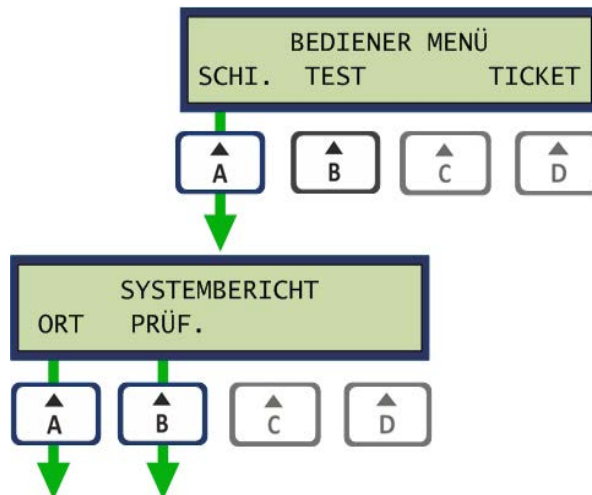 BEDIENER MENÜ
SCHI. TEST TICKET
A B C D
SYSTEMBERICHT
ORT PRÜF.
A B C D